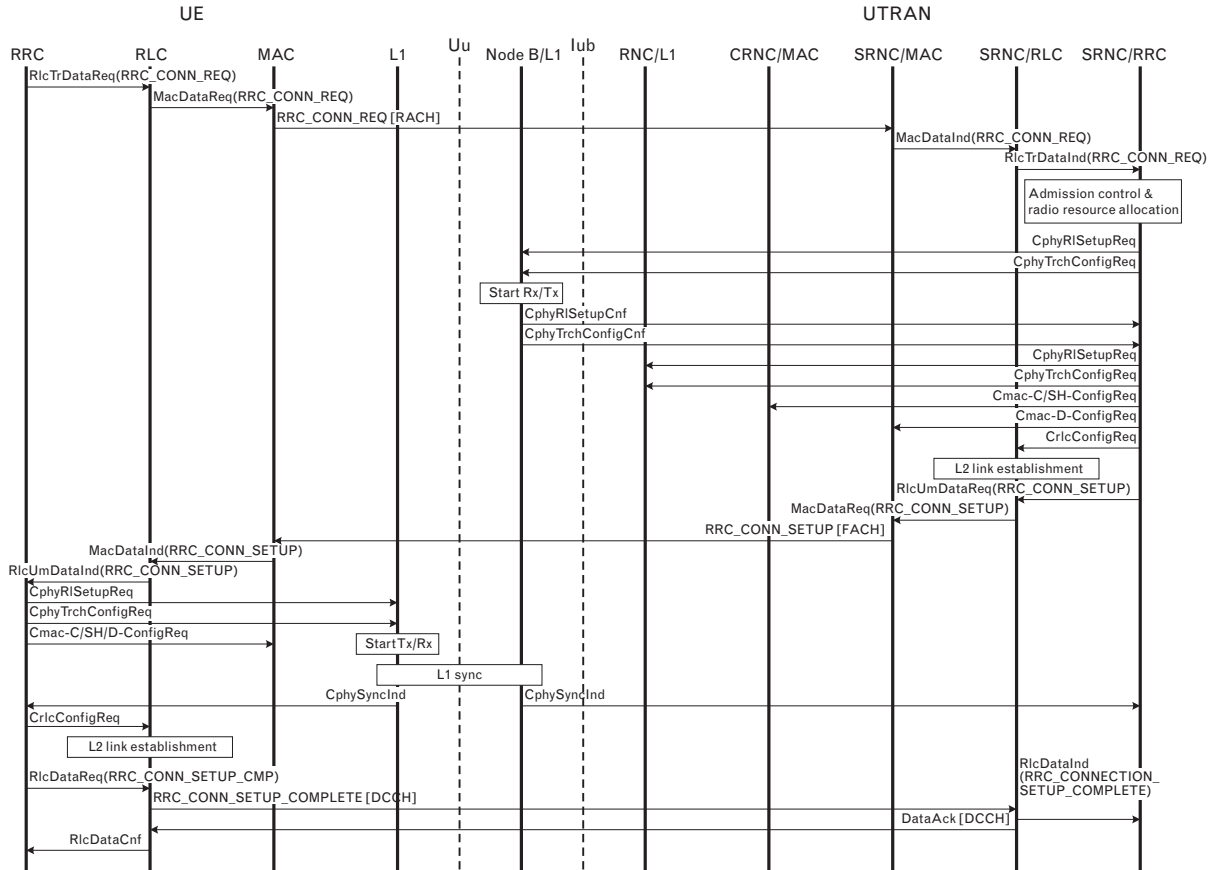 UE
UTRAN
RRC
RLC
MAC
L1
Uu
Node B/L1
Iub
RNC/L1
CRNC/MAC
SRNC/MAC
SRNC/RLC
SRNC/RRC
RlcTrDataReq(RRC_CONN_REQ)
MacDataReq(RRC_CONN_REQ)
RRC_CONN_REQ [RACH]
MacDataInd(RRC_CONN_REQ)
RlcTrDataInd(RRC_CONN_REQ)
Admission control &
radio resource allocation
CphyRlSetupReq
CphyTrchConfigReq
Start Rx/Tx
CphyRlSetupCnf
CphyTrchConfigCnf
CphyRlSetupReq
CphyTrchConfigReq
Cmac-C/SH-ConfigReq
Cmac-D-ConfigReq
CrlcConfigReq
L2 link establishment
RlcUmDataReq(RRC_CONN_SETUP)
MacDataReq(RRC_CONN_SETUP)
RRC_CONN_SETUP [FACH]
MacDataInd(RRC_CONN_SETUP)
RlcUmDataInd(RRC_CONN_SETUP)
CphyRlSetupReq
CphyTrchConfigReq
Cmac-C/SH/D-ConfigReq
Start Tx/Rx
L1 sync
CphySyncInd
CphySyncInd
CrlcConfigReq
L2 link establishment
RlcDataReq(RRC_CONN_SETUP_CMP)
RRC_CONN_SETUP_COMPLETE [DCCH]
RlcDataInd
(RRC_CONNECTION_
SETUP_COMPLETE)
DataAck [DCCH]
RlcDataCnf